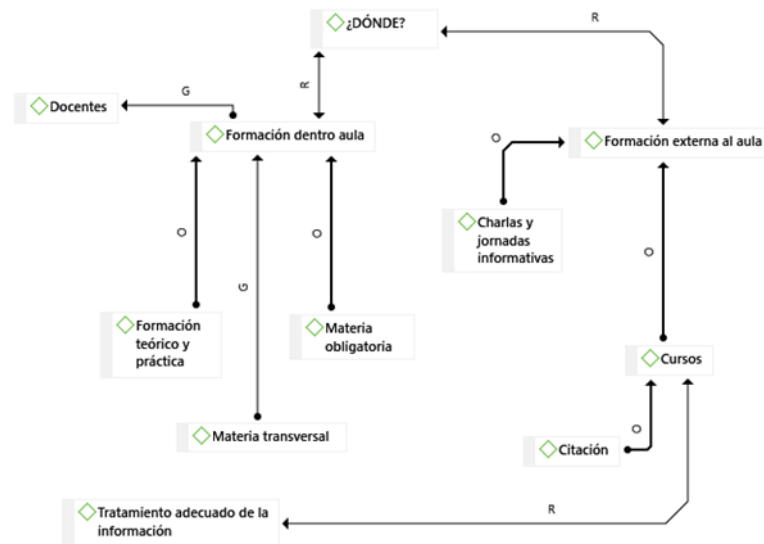 ¿DÓNDE?
R
G
R
Docentes
Formación dentro aula
O
Formación externa al aula
Charlas y
jornadas
informativas
O
O
O
G
Formación
teórico y
práctica
Materia
obligatoria
Cursos
Materia transversal
O
Citación
Tratamiento adecuado de la
información
R